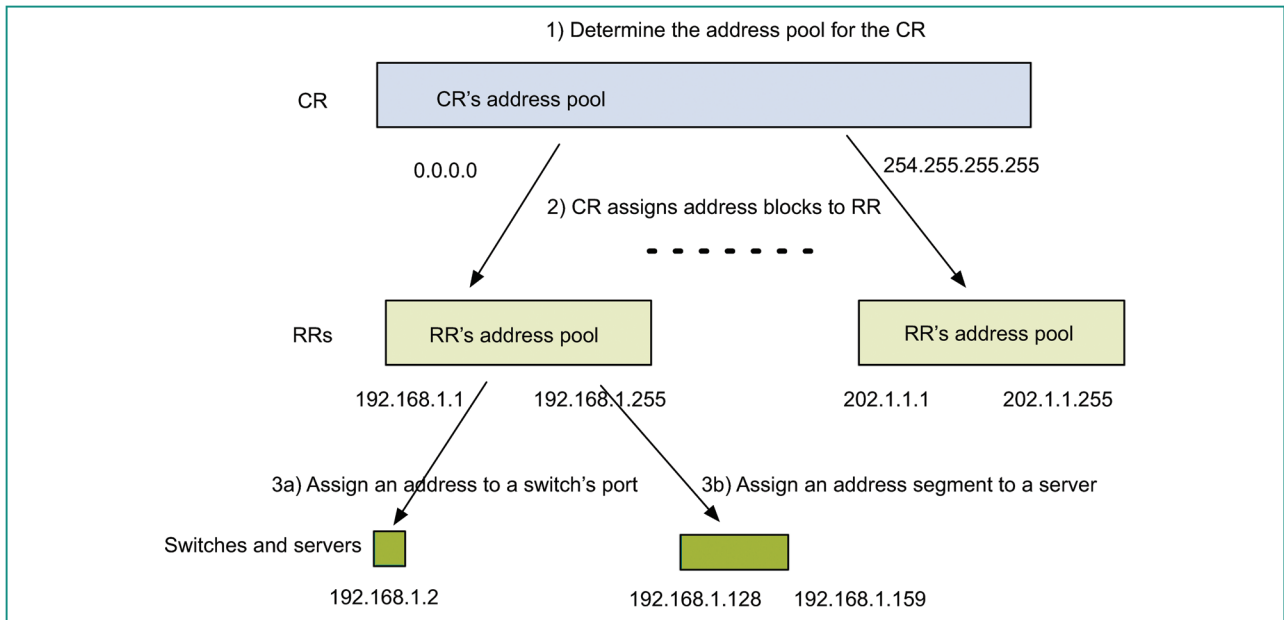 1) Determine the address pool for the CR
CR
CR's address pool
0.0.0.0
254.255.255.255
2) CR assigns address blocks to RR
RRs
RR's address pool
RR's address pool
192.168.1.1
192.168.1.255
202.1.1.1
202.1.1.255
3a) Assign an address to a switch's port
3b) Assign an address segment to a server
Switches and servers
192.168.1.2
192.168.1.128
192.168.1.159